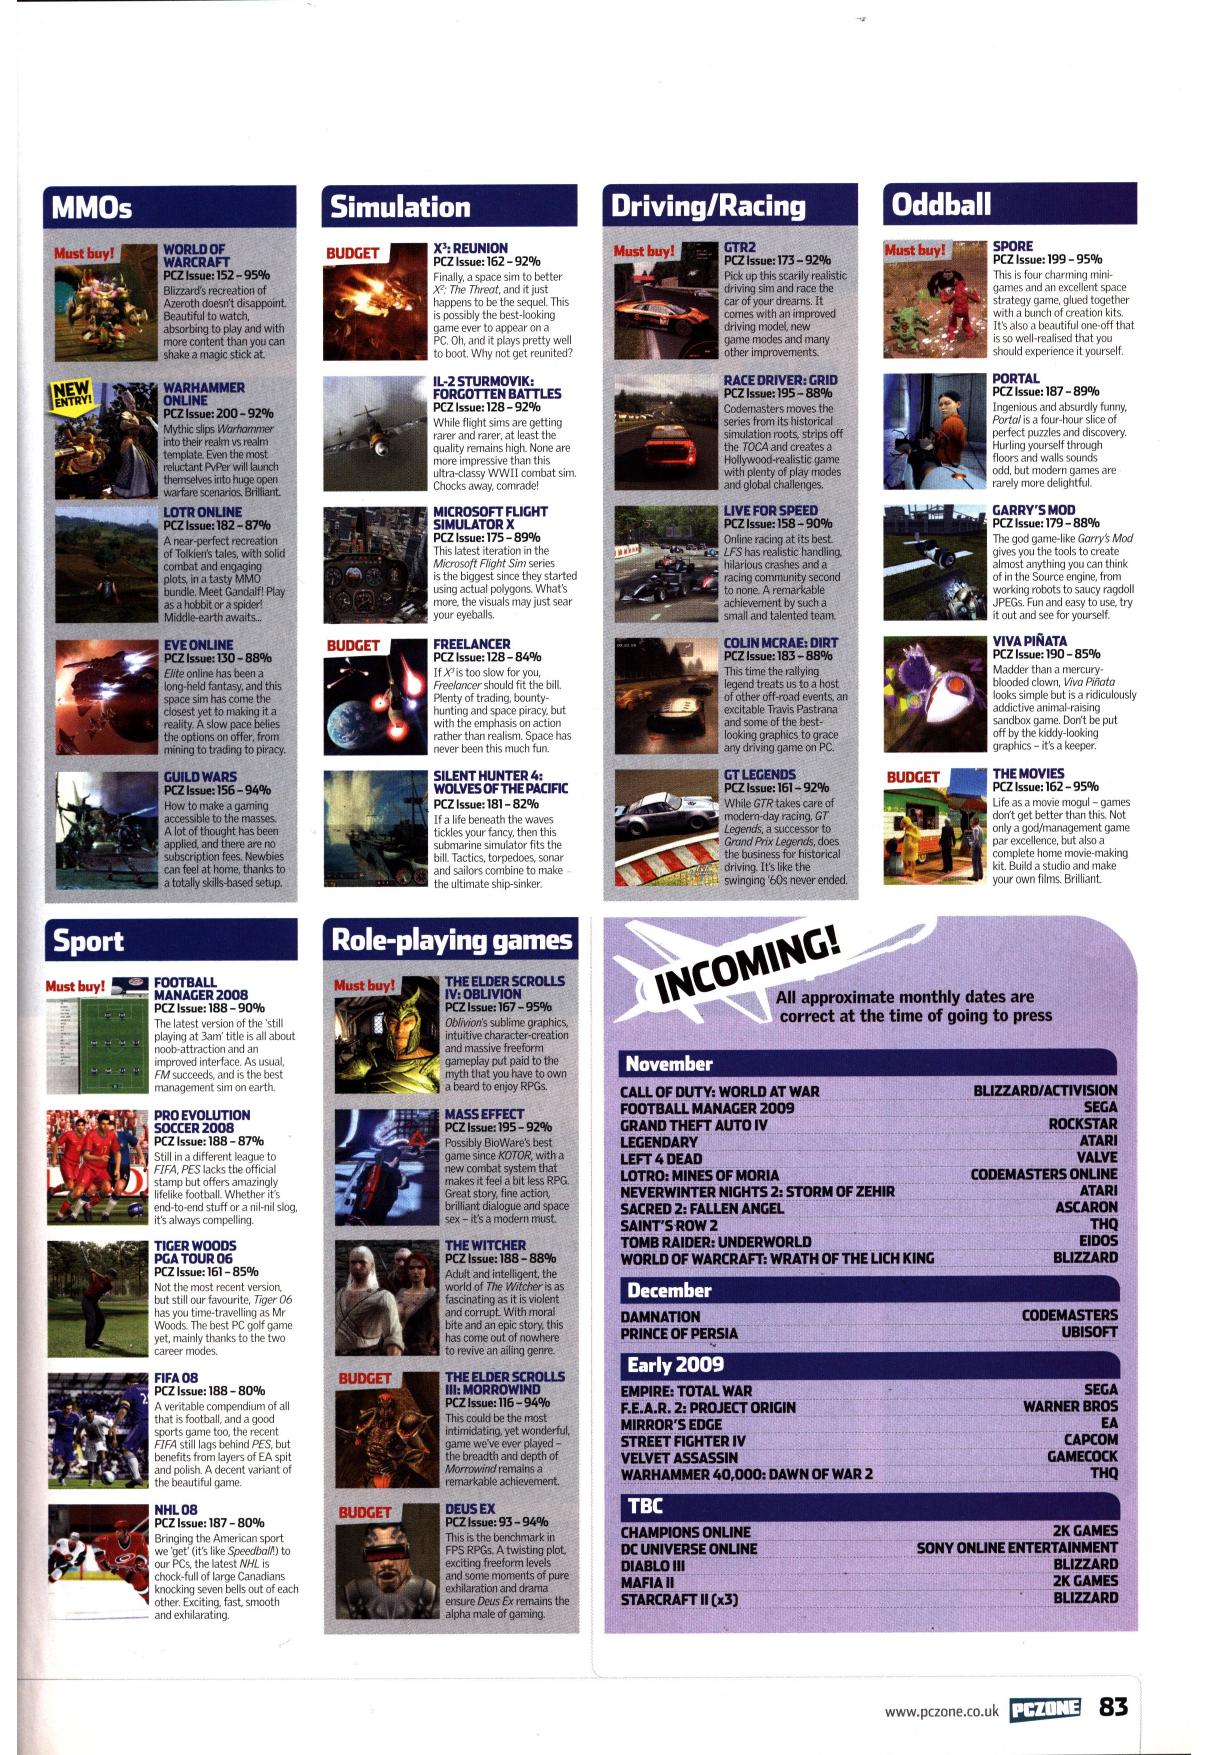 MMOs
Must buy!
WORLD OF
WARCRAFT
PCZ Issue: 152 – 95%
Blizzard's recreation of
Azeroth doesn't disappoint.
Beautiful to watch,
absorbing to play and with
more content than you can
shake a magic stick at.
NEW
ENTRY!
WARHAMMER
ONLINE
PCZ Issue: 200 – 92%
Mythic slips Warhammer
into their realm vs realm
template. Even the most
reluctant PvPer will launch
themselves into huge open
warfare scenarios. Brilliant.
LOTR ONLINE
PCZ Issue: 182 – 87%
A near-perfect recreation
of Tolkien's tales, with solid
combat and engaging
plots, in a tasty MMO
bundle. Meet Gandalf! Play
as a hobbit or a spider!
Middle-earth awaits...
EVE ONLINE
PCZ Issue: 130 – 88%
Elite online has been a
long-held fantasy, and this
space sim has come the
closest yet to making it a
reality. A slow pace belies
the options on offer, from
mining to trading to piracy.
GUILD WARS
PCZ Issue: 156 – 94%
How to make a gaming
accessible to the masses.
A lot of thought has been
applied, and there are no
subscription fees. Newbies
can feel at home, thanks to
a totally skills-based setup.
Simulation
BUDGET
X³: REUNION
PCZ Issue: 162 – 92%
Finally, a space sim to better
X²: The Threat, and it just
happens to be the sequel. This
is possibly the best-looking
game ever to appear on a
PC. Oh, and it plays pretty well
to boot. Why not get reunited?
IL-2 STURMOVIK:
FORGOTTEN BATTLES
PCZ Issue: 128 – 92%
While flight sims are getting
rarer and rarer, at least the
quality remains high. None are
more impressive than this
ultra-classy WWII combat sim.
Chocks away, comrade!
MICROSOFT FLIGHT
SIMULATOR X
PCZ Issue: 175 – 89%
This latest iteration in the
Microsoft Flight Sim series
is the biggest since they started
using actual polygons. What's
more, the visuals may just sear
your eyeballs.
BUDGET
FREELANCER
PCZ Issue: 128 – 84%
If X³ is too slow for you,
Freelancer should fit the bill.
Plenty of trading, bounty-
hunting and space piracy, but
with the emphasis on action
rather than realism. Space has
never been this much fun.
SILENT HUNTER 4:
WOLVES OF THE PACIFIC
PCZ Issue: 181 – 82%
If a life beneath the waves
tickles your fancy, then this
submarine simulator fits the
bill. Tactics, torpedoes, sonar
and sailors combine to make
the ultimate ship-sinker.
Driving/Racing
Must buy!
GTR2
PCZ Issue: 173 – 92%
Pick up this scarily realistic
driving sim and race the
car of your dreams. It
comes with an improved
driving model, new
game modes and many
other improvements.
RACE DRIVER: GRID
PCZ Issue: 195 – 88%
Codemasters moves the
series from its historical
simulation roots, strips off
the TOCA and creates a
Hollywood-realistic game
with plenty of play modes
and global challenges.
LIVE FOR SPEED
PCZ Issue: 158 – 90%
Online racing at its best.
LFS has realistic handling,
hilarious crashes and a
racing community second
to none. A remarkable
achievement by such a
small and talented team.
COLIN MCRAE: DIRT
PCZ Issue: 183 – 88%
This time the rallying
legend treats us to a host
of other off-road events, an
excitable Travis Pastrana
and some of the best-
looking graphics to grace
any driving game on PC.
GT LEGENDS
PCZ Issue: 161 – 92%
While GTR takes care of
modern-day racing, GT
Legends, a successor to
Grand Prix Legends, does
the business for historical
driving. It's like the
swinging '60s never ended.
Oddball
Must buy!
SPORE
PCZ Issue: 199 – 95%
This is four charming mini-
games and an excellent space
strategy game, glued together
with a bunch of creation kits.
It's also a beautiful one-off that
is so well-realised that you
should experience it yourself.
PORTAL
PCZ Issue: 187 – 89%
Ingenious and absurdly funny,
Portal is a four-hour slice of
perfect puzzles and discovery.
Hurling yourself through
floors and walls sounds
odd, but modern games are
rarely more delightful.
GARRY'S MOD
PCZ Issue: 179 – 88%
The god game-like Garry's Mod
gives you the tools to create
almost anything you can think
of in the Source engine, from
working robots to saucy ragdoll
JPEGs. Fun and easy to use, try
it out and see for yourself.
VIVA PIÑATA
PCZ Issue: 190 – 85%
Madder than a mercury-
blooded clown, Viva Piñata
looks simple but is a ridiculously
addictive animal-raising
sandbox game. Don't be put
off by the kiddy-looking
graphics – it's a keeper.
BUDGET
THE MOVIES
PCZ Issue: 162 – 95%
Life as a movie mogul – games
don't get better than this. Not
only a god/management game
par excellence, but also a
complete home movie-making
kit. Build a studio and make
your own films. Brilliant.
Sport
Must buy!
FOOTBALL
MANAGER 2008
PCZ Issue: 188 – 90%
The latest version of the 'still
playing at 3am' title is all about
noob-attraction and an
improved interface. As usual,
FM succeeds, and is the best
management sim on earth.
PRO EVOLUTION
SOCCER 2008
PCZ Issue: 188 – 87%
Still in a different league to
FIFA, PES lacks the official
stamp but offers amazingly
lifelike football. Whether it's
end-to-end stuff or a nil-nil slog,
it's always compelling.
TIGER WOODS
PGA TOUR 06
PCZ Issue: 161 – 85%
Not the most recent version,
but still our favourite, Tiger 06
has you time-travelling as Mr
Woods. The best PC golf game
yet, mainly thanks to the two
career modes.
FIFA 08
PCZ Issue: 188 – 80%
A veritable compendium of all
that is football, and a good
sports game too, the recent
FIFA still lags behind PES, but
benefits from layers of EA spit
and polish. A decent variant of
the beautiful game.
NHL 08
PCZ Issue: 187 – 80%
Bringing the American sport
we 'get' (it's like Speedball!) to
our PCs, the latest NHL is
chock-full of large Canadians
knocking seven bells out of each
other. Exciting, fast, smooth
and exhilarating.
Role-playing games
Must buy!
THE ELDER SCROLLS
IV: OBLIVION
PCZ Issue: 167 – 95%
Oblivion's sublime graphics,
intuitive character-creation
and massive freeform
gameplay put paid to the
myth that you have to own
a beard to enjoy RPGs.
MASS EFFECT
PCZ Issue: 195 – 92%
Possibly BioWare's best
game since KOTOR, with a
new combat system that
makes it feel a bit less RPG.
Great story, fine action,
brilliant dialogue and space
sex – it's a modern must.
THE WITCHER
PCZ Issue: 188 – 88%
Adult and intelligent, the
world of The Witcher is as
fascinating as it is violent
and corrupt. With moral
bite and an epic story, this
has come out of nowhere
to revive an ailing genre.
BUDGET
THE ELDER SCROLLS
III: MORROWIND
PCZ Issue: 116 – 94%
This could be the most
intimidating, yet wonderful,
game we've ever played –
the breadth and depth of
Morrowind remains a
remarkable achievement.
BUDGET
DEUS EX
PCZ Issue: 93 – 94%
This is the benchmark in
FPS RPGs. A twisting plot,
exciting freeform levels
and some moments of pure
exhilaration and drama
ensure Deus Ex remains the
alpha male of gaming.
INCOMING!
All approximate monthly dates are
correct at the time of going to press
November
CALL OF DUTY: WORLD AT WAR BLIZZARD/ACTIVISION
FOOTBALL MANAGER 2009 SEGA
GRAND THEFT AUTO IV ROCKSTAR
LEGENDARY ATARI
LEFT 4 DEAD VALVE
LOTRO: MINES OF MORIA CODEMASTERS ONLINE
NEVERWINTER NIGHTS 2: STORM OF ZEHIR ATARI
SACRED 2: FALLEN ANGEL ASCARON
SAINT'S ROW 2 THQ
TOMB RAIDER: UNDERWORLD EIDOS
WORLD OF WARCRAFT: WRATH OF THE LICH KING BLIZZARD
December
DAMNATION CODEMASTERS
PRINCE OF PERSIA UBISOFT
Early 2009
EMPIRE: TOTAL WAR SEGA
F.E.A.R. 2: PROJECT ORIGIN WARNER BROS
MIRROR'S EDGE EA
STREET FIGHTER IV CAPCOM
VELVET ASSASSIN GAMECOCK
WARHAMMER 40,000: DAWN OF WAR 2 THQ
TBC
CHAMPIONS ONLINE 2K GAMES
DC UNIVERSE ONLINE SONY ONLINE ENTERTAINMENT
DIABLO III BLIZZARD
MAFIA II 2K GAMES
STARCRAFT II (x3) BLIZZARD
www.pczone.co.uk PCZONE 83